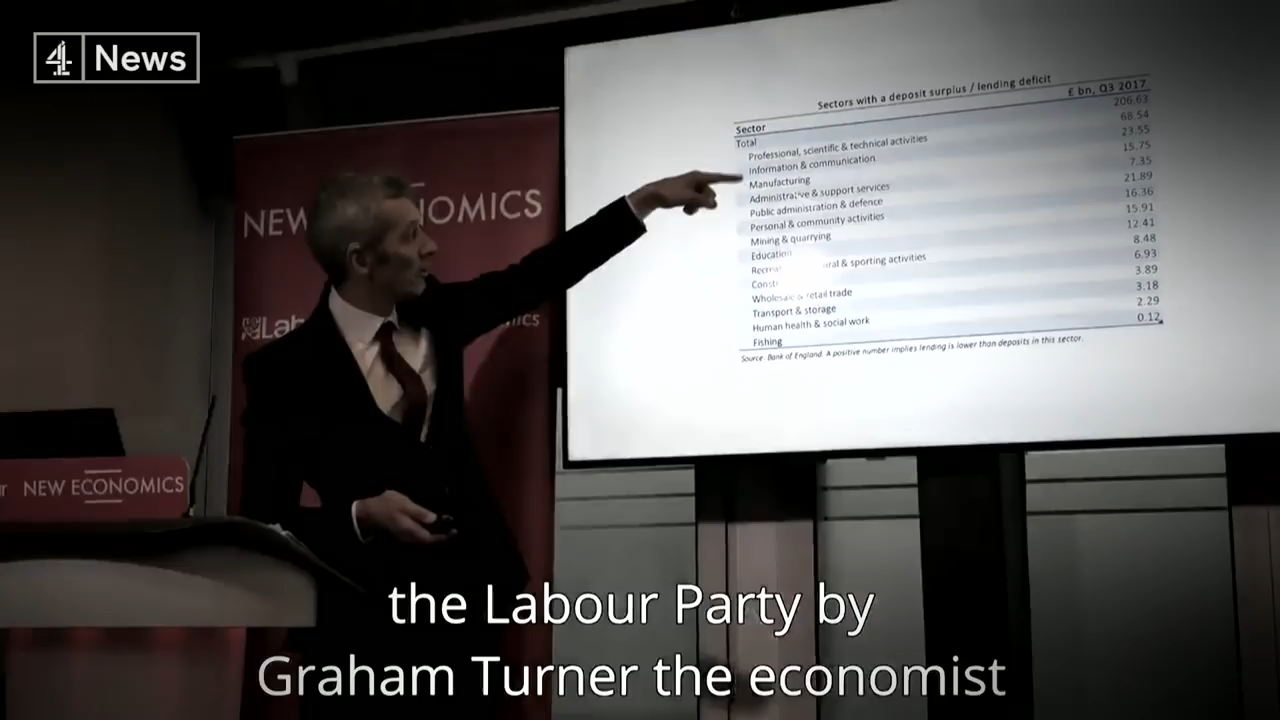 4 News
Sectors with a deposit surplus / lending deficit
£ bn, Q3 2017
Sector
Total 206.63
Professional, scientific & technical activities 68.54
Information & communication 23.55
Manufacturing 15.75
Administrative & support services 7.35
Public administration & defence 21.89
Personal & community activities 16.36
Mining & quarrying 15.91
Education 12.41
& sporting activities 8.48
6.93
Wholesale & retail trade 3.89
Transport & storage 3.18
Human health & social work 2.29
Fishing 0.12
Source: Bank of England. A positive number implies lending is lower than deposits in this sector.
NEW ECONOMICS
Lab
NEW ECONOMICS
the Labour Party by
Graham Turner the economist